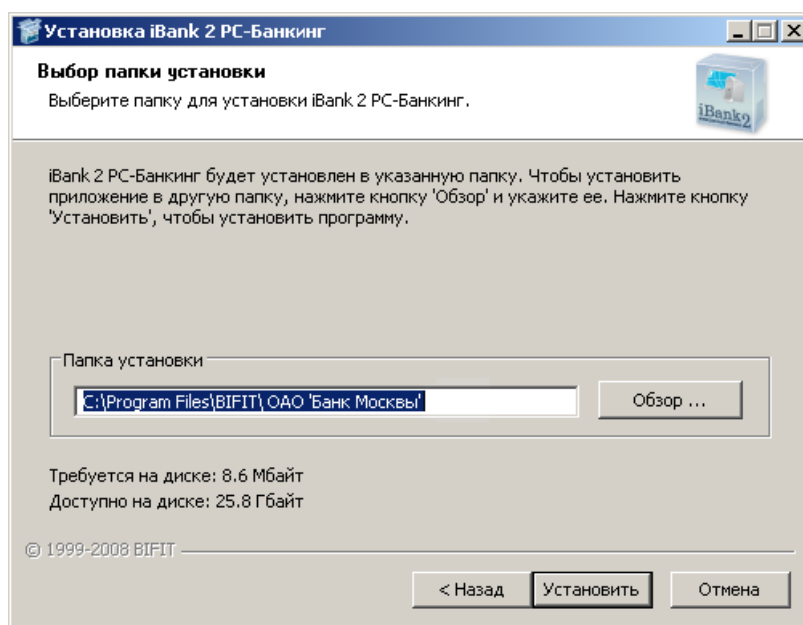 Установка iBank 2 PC-Банкинг
Выбор папки установки
Выберите папку для установки iBank 2 PC-Банкинг.
iBank2
iBank 2 PC-Банкинг будет установлен в указанную папку. Чтобы установить
приложение в другую папку, нажмите кнопку 'Обзор' и укажите ее. Нажмите кнопку
'Установить', чтобы установить программу.
Папка установки
C:\Program Files\BIFIT\ ОАО 'Банк Москвы'
Обзор ...
Требуется на диске: 8.6 Мбайт
Доступно на диске: 25.8 Гбайт
© 1999-2008 BIFIT
< Назад Установить Отмена